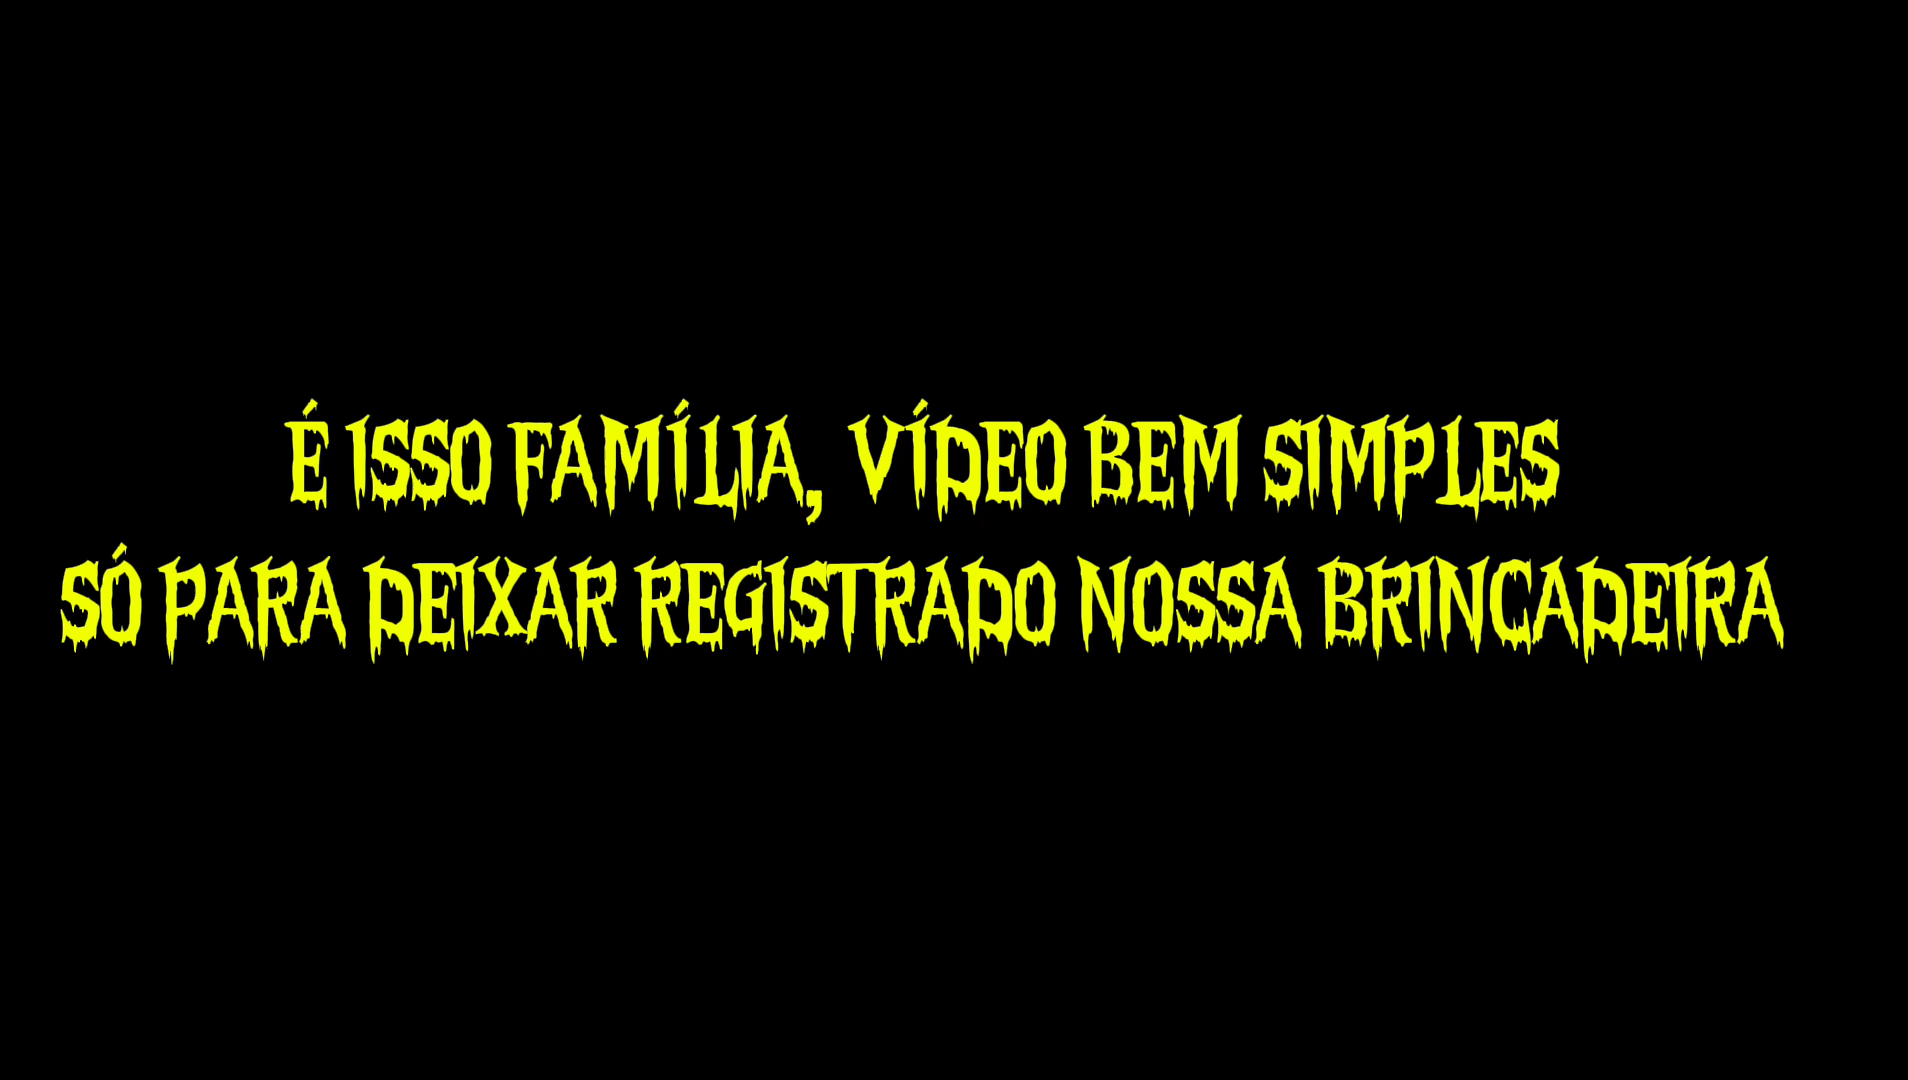 É ISSO FAMÍLIA, VÍDEO BEM SIMPLES
SÓ PARA DEIXAR REGISTRADO NOSSA BRINCADEIRA